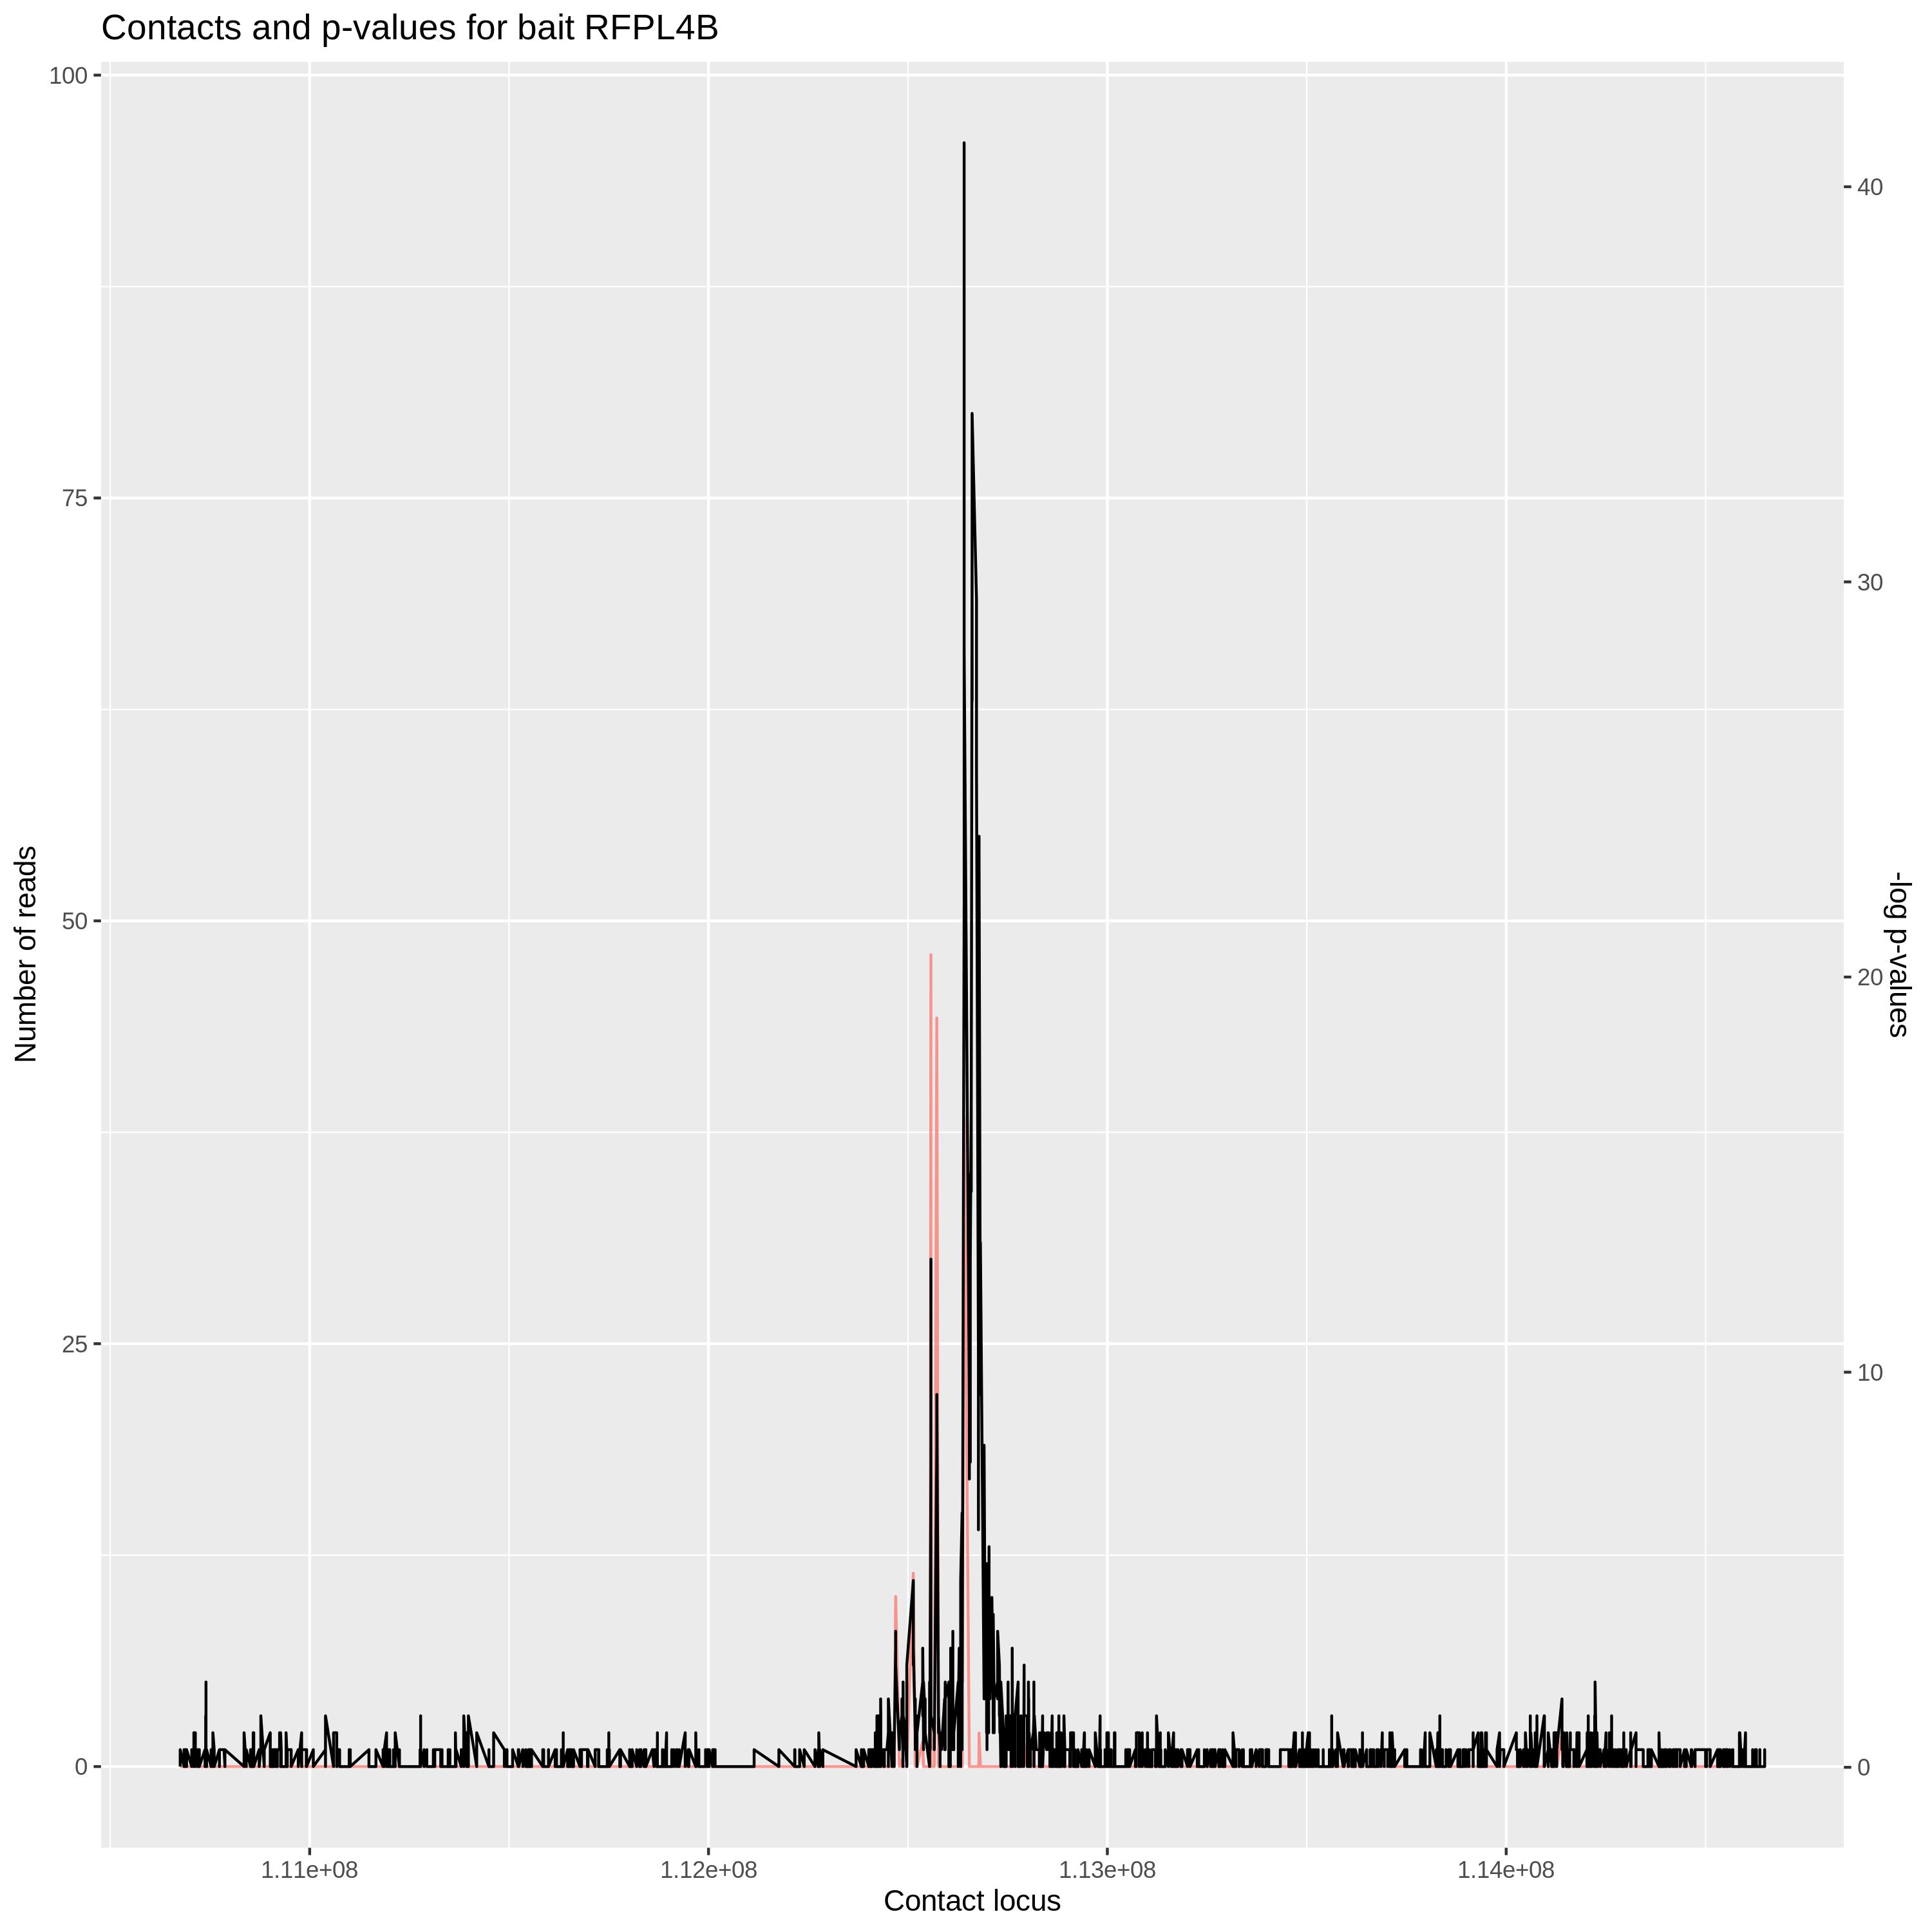 Contacts and p-values for bait RFPL4B
100
75
50
25
0
Number of reads
40
30
20
10
0
-log p-values
1.11e+08
1.12e+08
1.13e+08
1.14e+08
Contact locus